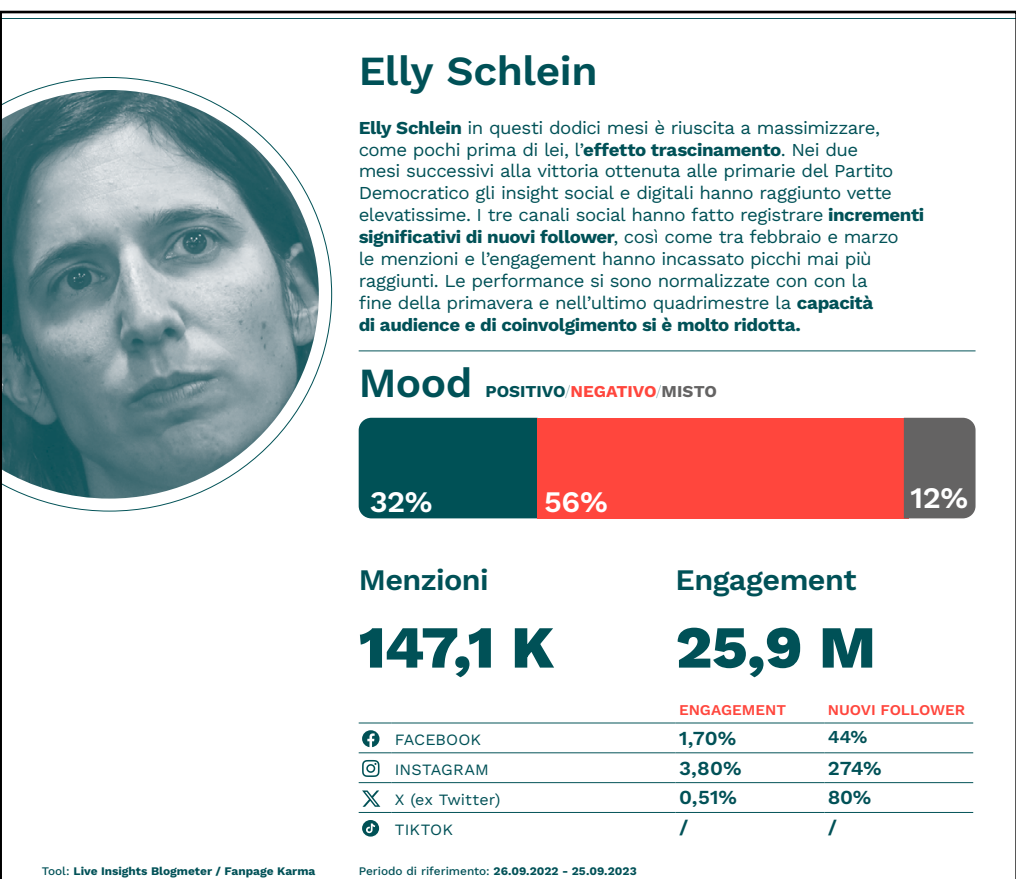 Elly Schlein
Elly Schlein in questi dodici mesi è riuscita a massimizzare,
come pochi prima di lei, l’effetto trascinamento. Nei due
mesi successivi alla vittoria ottenuta alle primarie del Partito
Democratico gli insight social e digitali hanno raggiunto vette
elevatissime. I tre canali social hanno fatto registrare incrementi
significativi di nuovi follower, così come tra febbraio e marzo
le menzioni e l’engagement hanno incassato picchi mai più
raggiunti. Le performance si sono normalizzate con con la
fine della primavera e nell’ultimo quadrimestre la capacità
di audience e di coinvolgimento si è molto ridotta.
Mood POSITIVO/NEGATIVO/MISTO
32% 56% 12%
Menzioni Engagement
147,1 K 25,9 M
ENGAGEMENT NUOVI FOLLOWER
FACEBOOK 1,70% 44%
INSTAGRAM 3,80% 274%
X (ex Twitter) 0,51% 80%
TIKTOK / /
Tool: Live Insights Blogmeter / Fanpage Karma Periodo di riferimento: 26.09.2022 - 25.09.2023